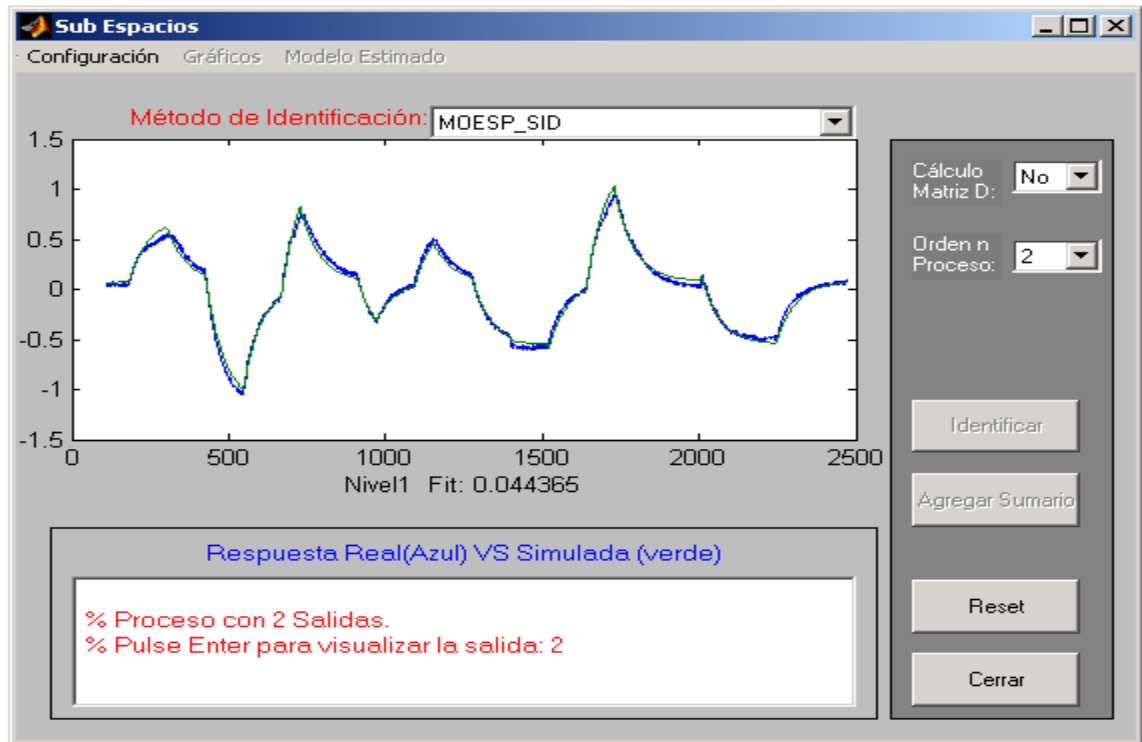 Sub Espacios
Configuración Gráficos Modelo Estimado
Método de Identificación: MOESP_SID
1.5
1
0.5
0
-0.5
-1
-1.5
0 500 1000 1500 2000 2500
Nivel1 Fit: 0.044365
Cálculo
Matriz D: No
Orden n
Proceso: 2
Identificar
Agregar Sumario
Reset
Cerrar
Respuesta Real(Azul) VS Simulada (verde)
% Proceso con 2 Salidas.
% Pulse Enter para visualizar la salida: 2